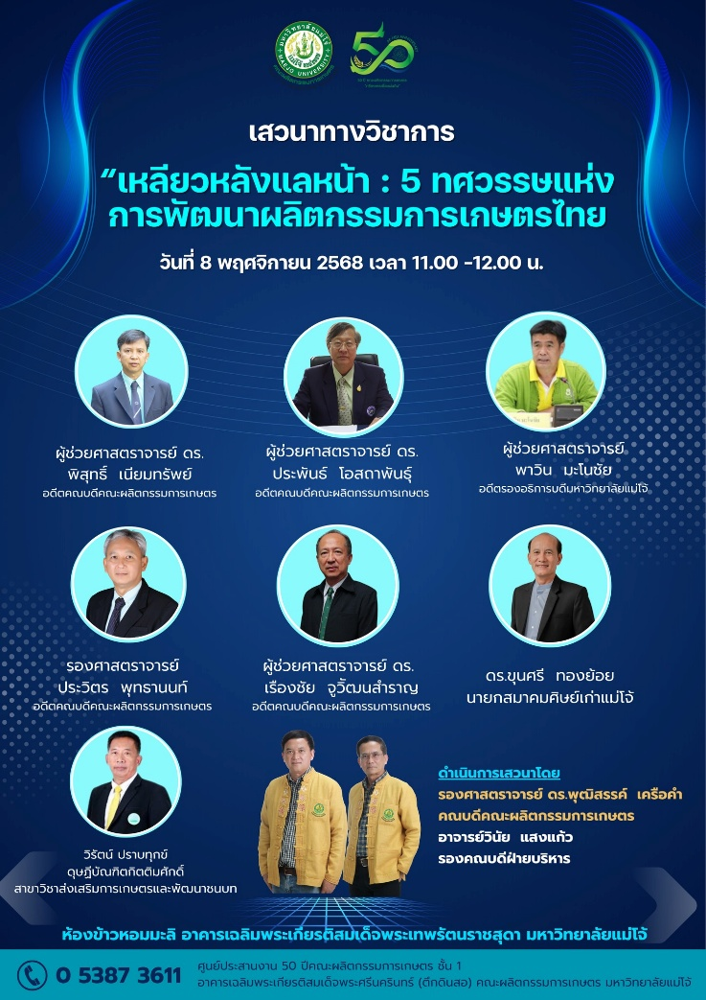 มหาวิทยาลัยแม่โจ้
MAEJO UNIVERSITY
50
เสวนาทางวิชาการ
“เหลียวหลังแลหน้า : 5 ทศวรรษแห่ง
การพัฒนาผลิตกรรมการเกษตรไทย
วันที่ 8 พฤศจิกายน 2568 เวลา 11.00 -12.00 น.
ผู้ช่วยศาสตราจารย์ ดร.
พิสุทธิ์ เนียมทรัพย์
อดีตคณบดีคณะผลิตกรรมการเกษตร
ผู้ช่วยศาสตราจารย์ ดร.
ประพันธ์ โอสถาพันธุ์
อดีตคณบดีคณะผลิตกรรมการเกษตร
ผู้ช่วยศาสตราจารย์
พาวิน มะโนชัย
อดีตรองอธิการบดีมหาวิทยาลัยแม่โจ้
รองศาสตราจารย์
ประวิตร พุทธานนท์
อดีตคณบดีคณะผลิตกรรมการเกษตร
ผู้ช่วยศาสตราจารย์ ดร.
เรืองชัย จูวัฒนสำราญ
อดีตคณบดีคณะผลิตกรรมการเกษตร
ดร.ขุนศรี ทองย้อย
นายกสมาคมศิษย์เก่าแม่โจ้
วิรัตน์ ปราบทุกข์
ดุษฎีบัณฑิตกิตติมศักดิ์
สาขาวิชาส่งเสริมการเกษตรและพัฒนาชนบท
ดำเนินการเสวนาโดย
รองศาสตราจารย์ ดร.พุฒิสรรค์ เครือคำ
คณบดีคณะผลิตกรรมการเกษตร
อาจารย์วินัย แสงแก้ว
รองคณบดีฝ่ายบริหาร
ห้องข้าวหอมมะลิ อาคารเฉลิมพระเกียรติสมเด็จพระเทพรัตนราชสุดา มหาวิทยาลัยแม่โจ้
0 5387 3611
ศูนย์ประสานงาน 50 ปีคณะผลิตกรรมการเกษตร ชั้น 1
อาคารเฉลิมพระเกียรติสมเด็จพระศรีนครินทร์ (ตึกดินสอ) คณะผลิตกรรมการเกษตร มหาวิทยาลัยแม่โจ้